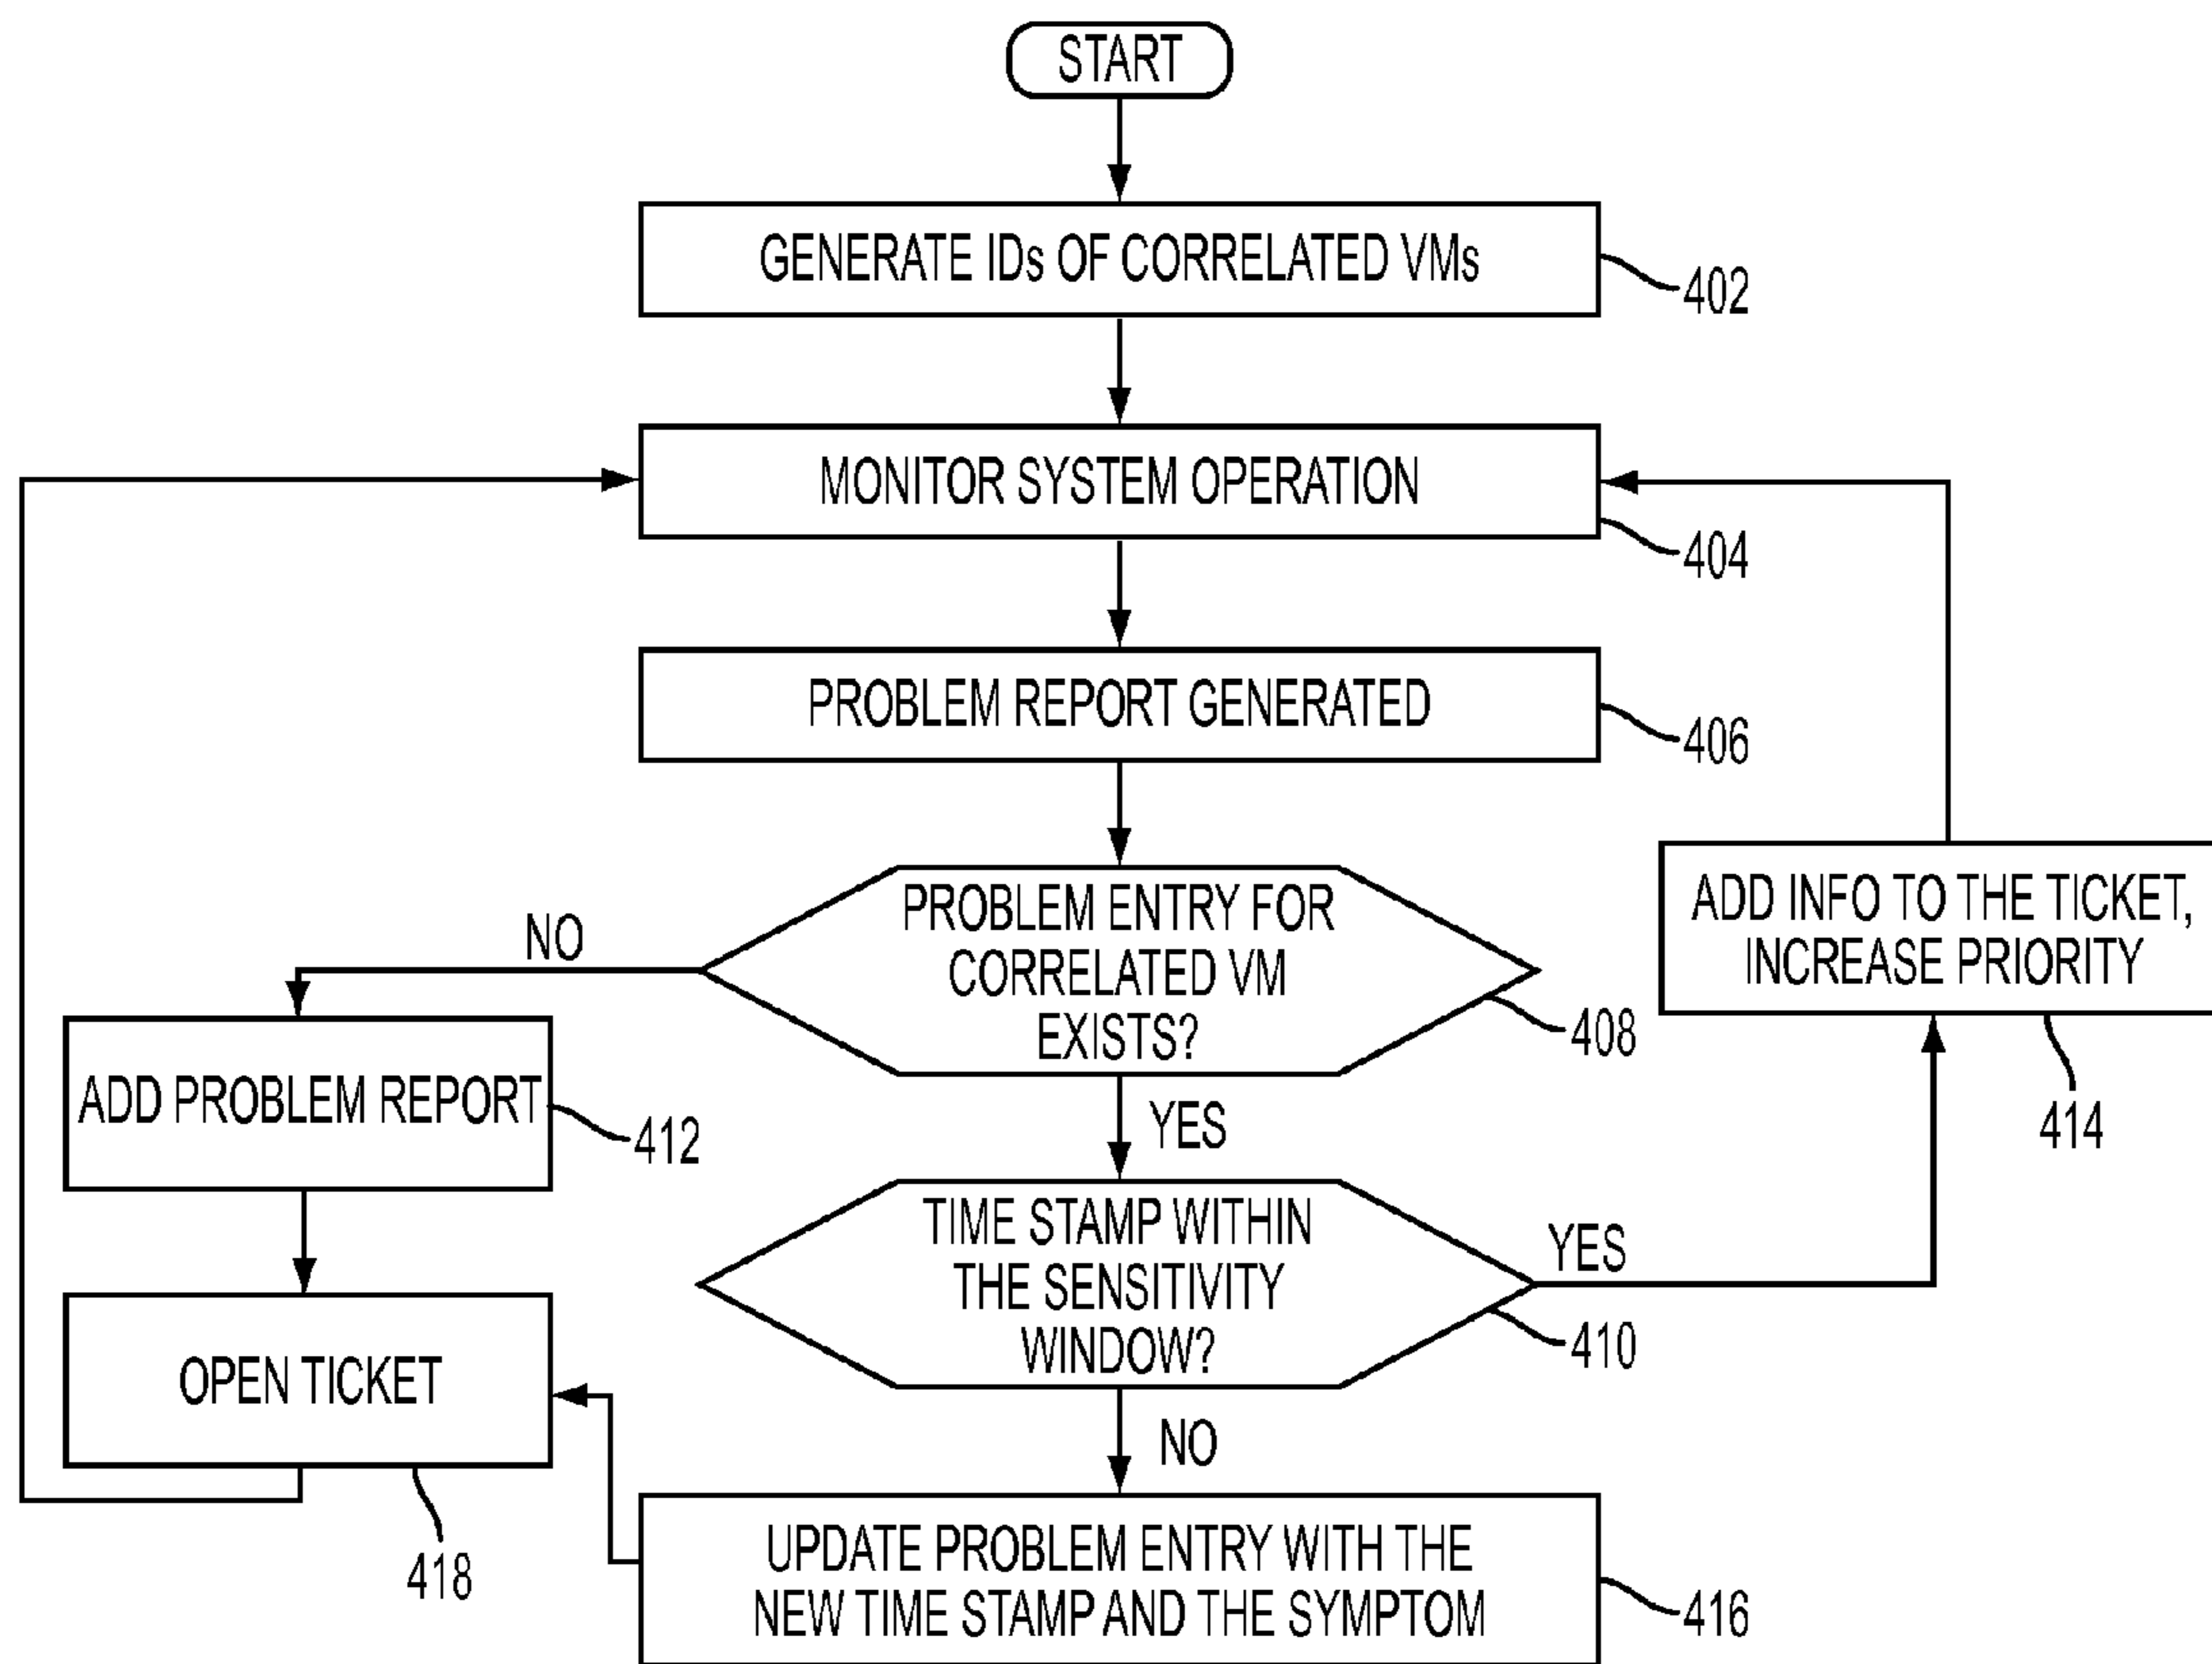 START
GENERATE IDs OF CORRELATED VMs
402
MONITOR SYSTEM OPERATION
404
PROBLEM REPORT GENERATED
406
PROBLEM ENTRY FOR
CORRELATED VM
EXISTS?
408
NO
YES
ADD INFO TO THE TICKET,
INCREASE PRIORITY
414
ADD PROBLEM REPORT
412
TIME STAMP WITHIN
THE SENSITIVITY
WINDOW?
410
YES
NO
OPEN TICKET
418
UPDATE PROBLEM ENTRY WITH THE
NEW TIME STAMP AND THE SYMPTOM
416